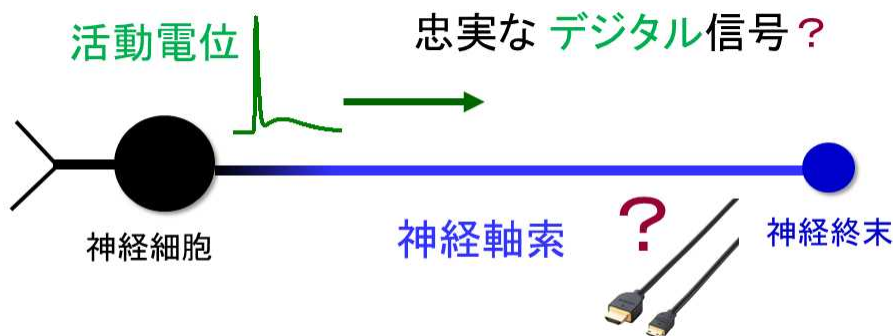 活動電位
忠実な デジタル信号？
神経細胞
神経軸索
？
神経終末